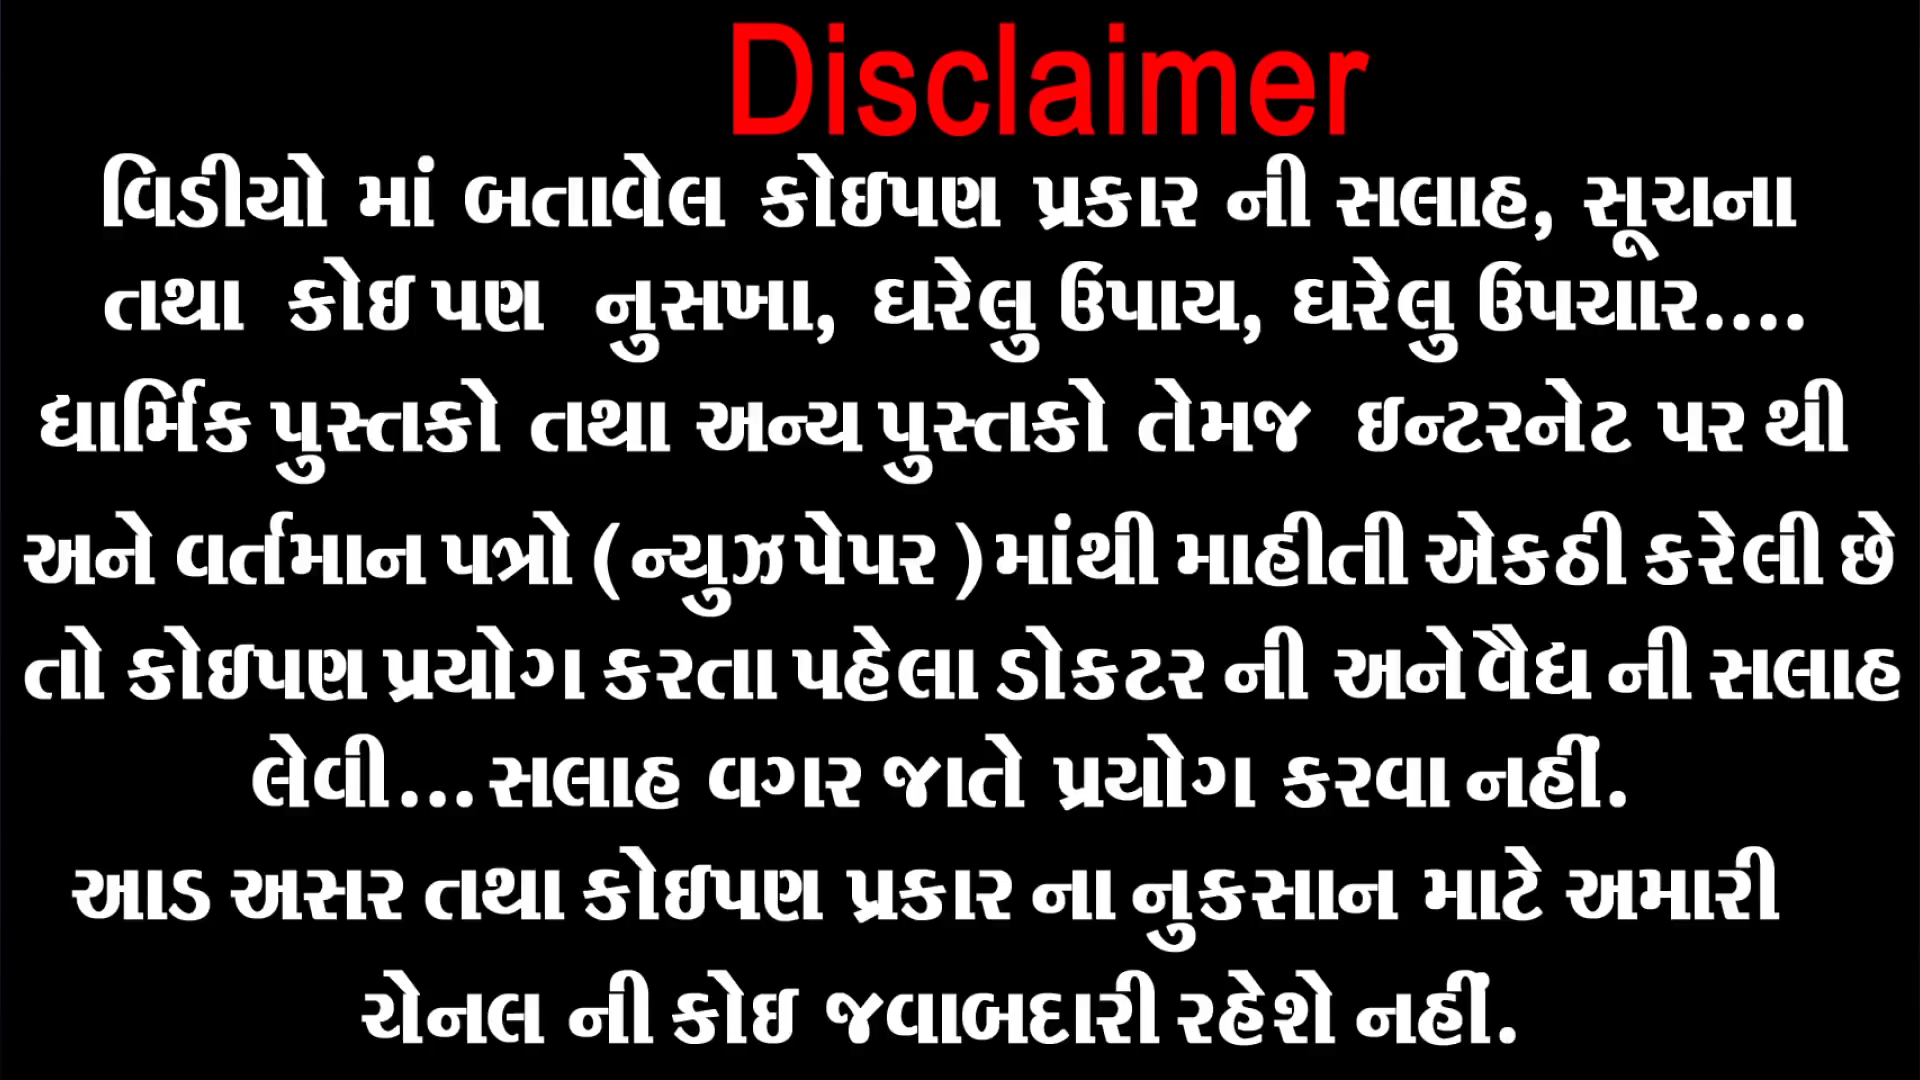 Disclaimer
વિડીયો માં બતાવેલ કોઇપણ પ્રકાર ની સલાહ, સૂચના
તથા કોઇ પણ નુસખા, ઘરેલુ ઉપાય, ઘરેલુ ઉપચાર....
ધાર્મિક પુસ્તકો તથા અન્ય પુસ્તકો તેમજ ઇન્ટરનેટ પર થી
અને વર્તમાન પત્રો ( ન્યુઝ પેપર ) માંથી માહીતી એકઠી કરેલી છે
તો કોઇપણ પ્રયોગ કરતા પહેલા ડોકટર ની અને વૈદ્ય ની સલાહ
લેવી... સલાહ વગર જાતે પ્રયોગ કરવા નહીં.
આડ અસર તથા કોઇપણ પ્રકાર ના નુકસાન માટે અમારી
ચેનલ ની કોઇ જવાબદારી રહેશે નહીં.